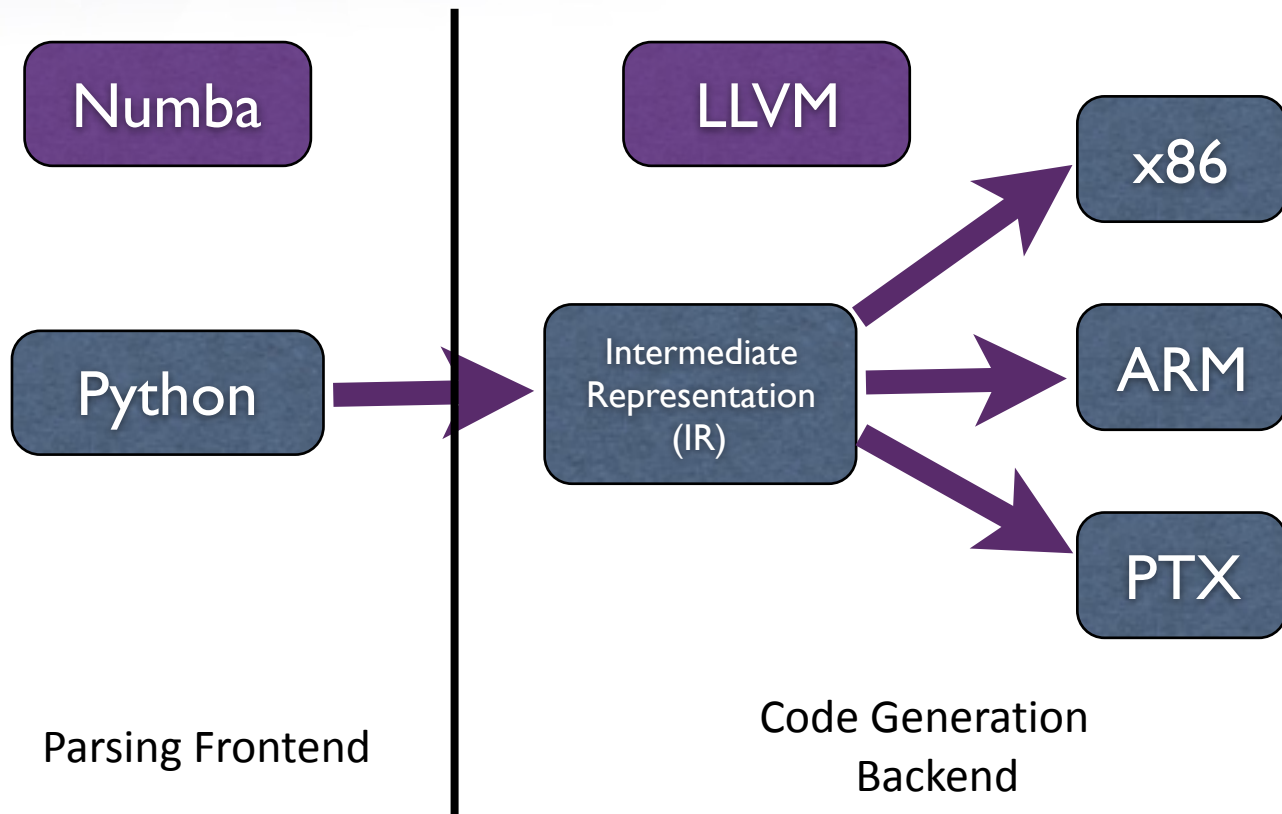 Numba
LLVM
x86
Python
Intermediate
Representation
(IR)
ARM
PTX
Parsing Frontend
Code Generation
Backend